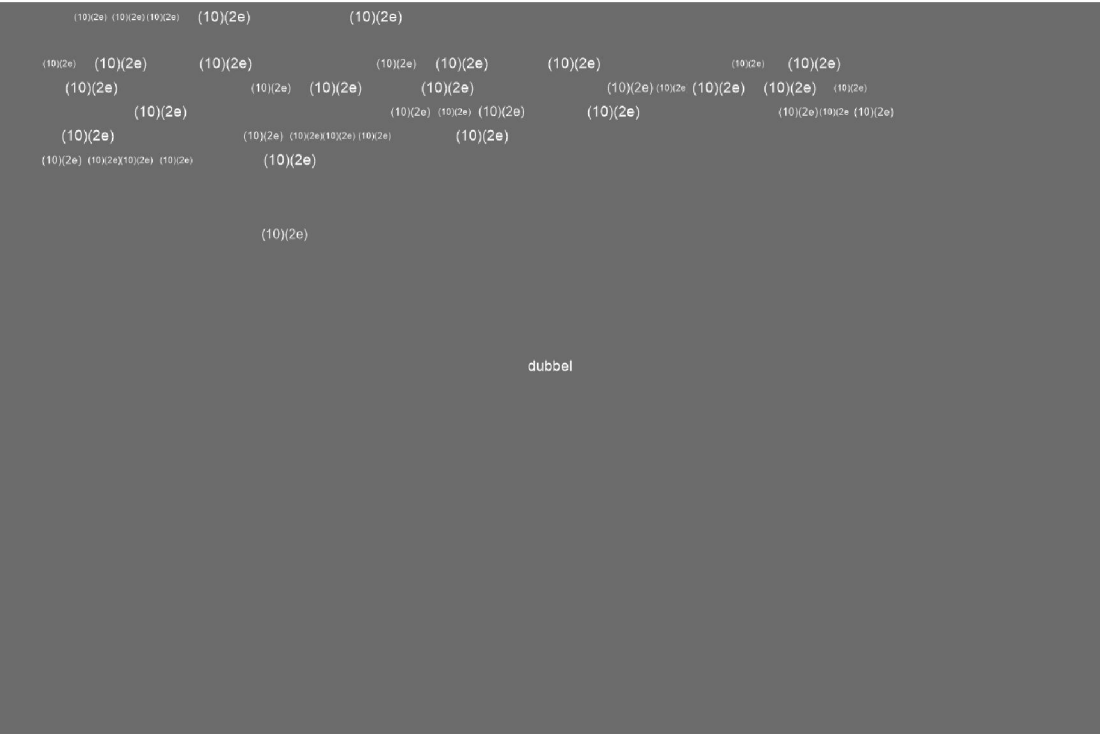 (10)(2e) (10)(2e) (10)(2e) (10)(2e) (10)(2e)
(10)(2e) (10)(2e) (10)(2e) (10)(2e) (10)(2e) (10)(2e) (10)(2e) (10)(2e)
(10)(2e) (10)(2e) (10)(2e) (10)(2e) (10)(2e) (10)(2e (10)(2e) (10)(2e) (10)(2e)
(10)(2e) (10)(2e) (10)(2e) (10)(2e) (10)(2e) (10)(2e) (10)(2e (10)(2e)
(10)(2e) (10)(2e) (10)(2e)(10)(2e) (10)(2e) (10)(2e)
(10)(2e) (10)(2e)(10)(2e) (10)(2e) (10)(2e)
(10)(2e)
dubbel